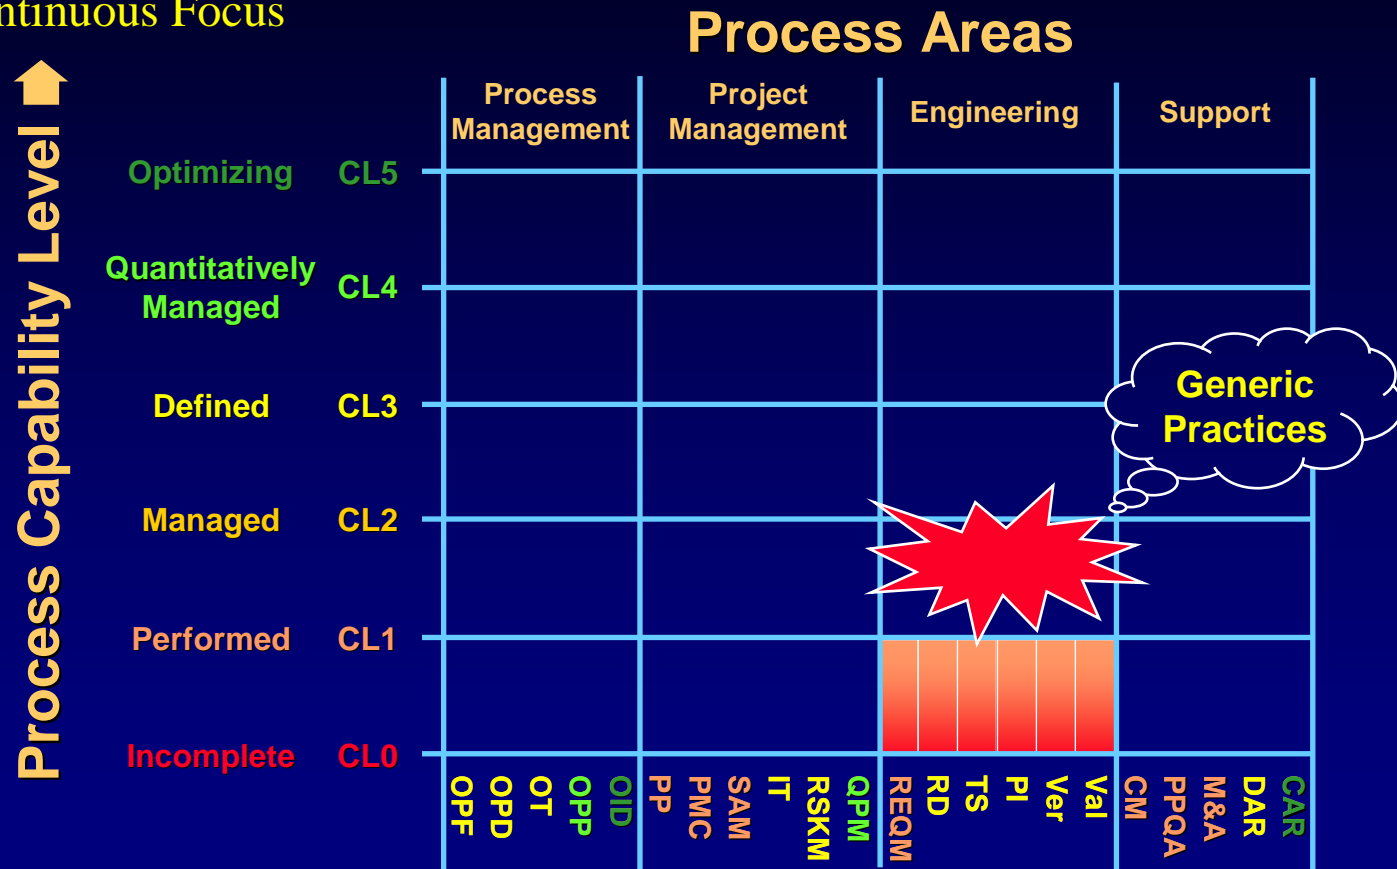 ntinuous Focus
Process Areas
Process Capability Level
Process
Management
Project
Management
Engineering
Support
Optimizing CL5
Quantitatively
Managed
CL4
Defined CL3
Generic
Practices
Managed CL2
Performed CL1
Incomplete CL0
OPF
OPD
OT
OPP
OID
PP
PMC
SAM
IT
RSKM
QPM
REQM
RD
TS
PI
Ver
Val
CM
PPQA
M&A
DAR
CAR